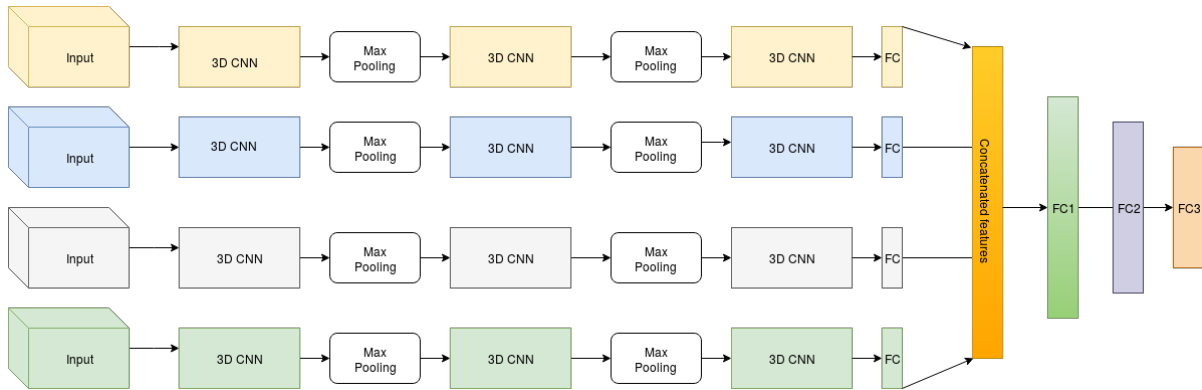 Input
3D CNN
Max
Pooling
3D CNN
Max
Pooling
3D CNN
FC
Input
3D CNN
Max
Pooling
3D CNN
Max
Pooling
3D CNN
FC
Input
3D CNN
Max
Pooling
3D CNN
Max
Pooling
3D CNN
FC
Input
3D CNN
Max
Pooling
3D CNN
Max
Pooling
3D CNN
FC
Concatenated features
FC1
FC2
FC3